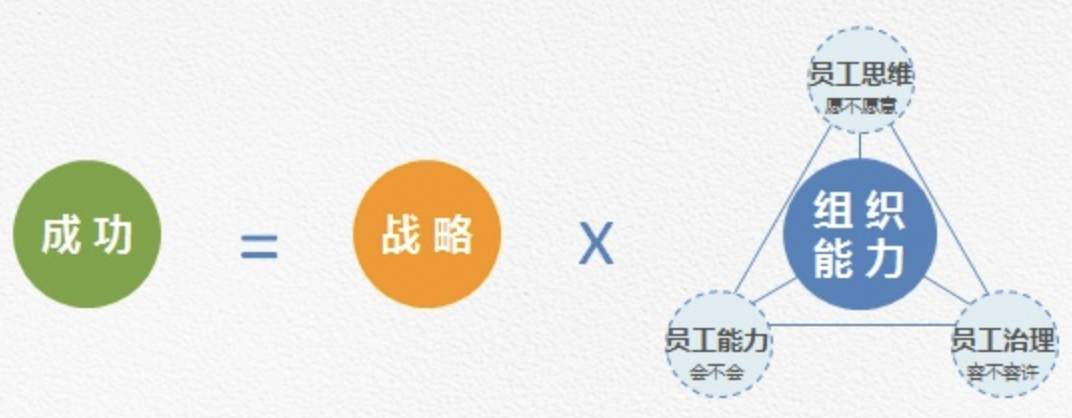 成功 = 战略 X 组织
能力
员工思维
愿不愿意
员工能力
会不会
员工治理
容不容许